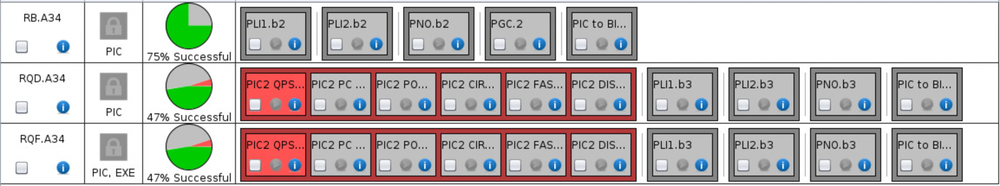 RB.A34
PIC
75% Successful
PLI1.b2
PLI2.b2
PNO.b2
PGC.2
PIC to BI...
RQD.A34
PIC
47% Successful
PIC2 QPS...
PIC2 PC ...
PIC2 PO...
PIC2 CIR...
PIC2 FAS...
PIC2 DIS...
PLI1.b3
PLI2.b3
PNO.b3
PIC to BI...
RQF.A34
PIC, EXE
47% Successful
PIC2 QPS...
PIC2 PC ...
PIC2 PO...
PIC2 CIR...
PIC2 FAS...
PIC2 DIS...
PLI1.b3
PLI2.b3
PNO.b3
PIC to BI...